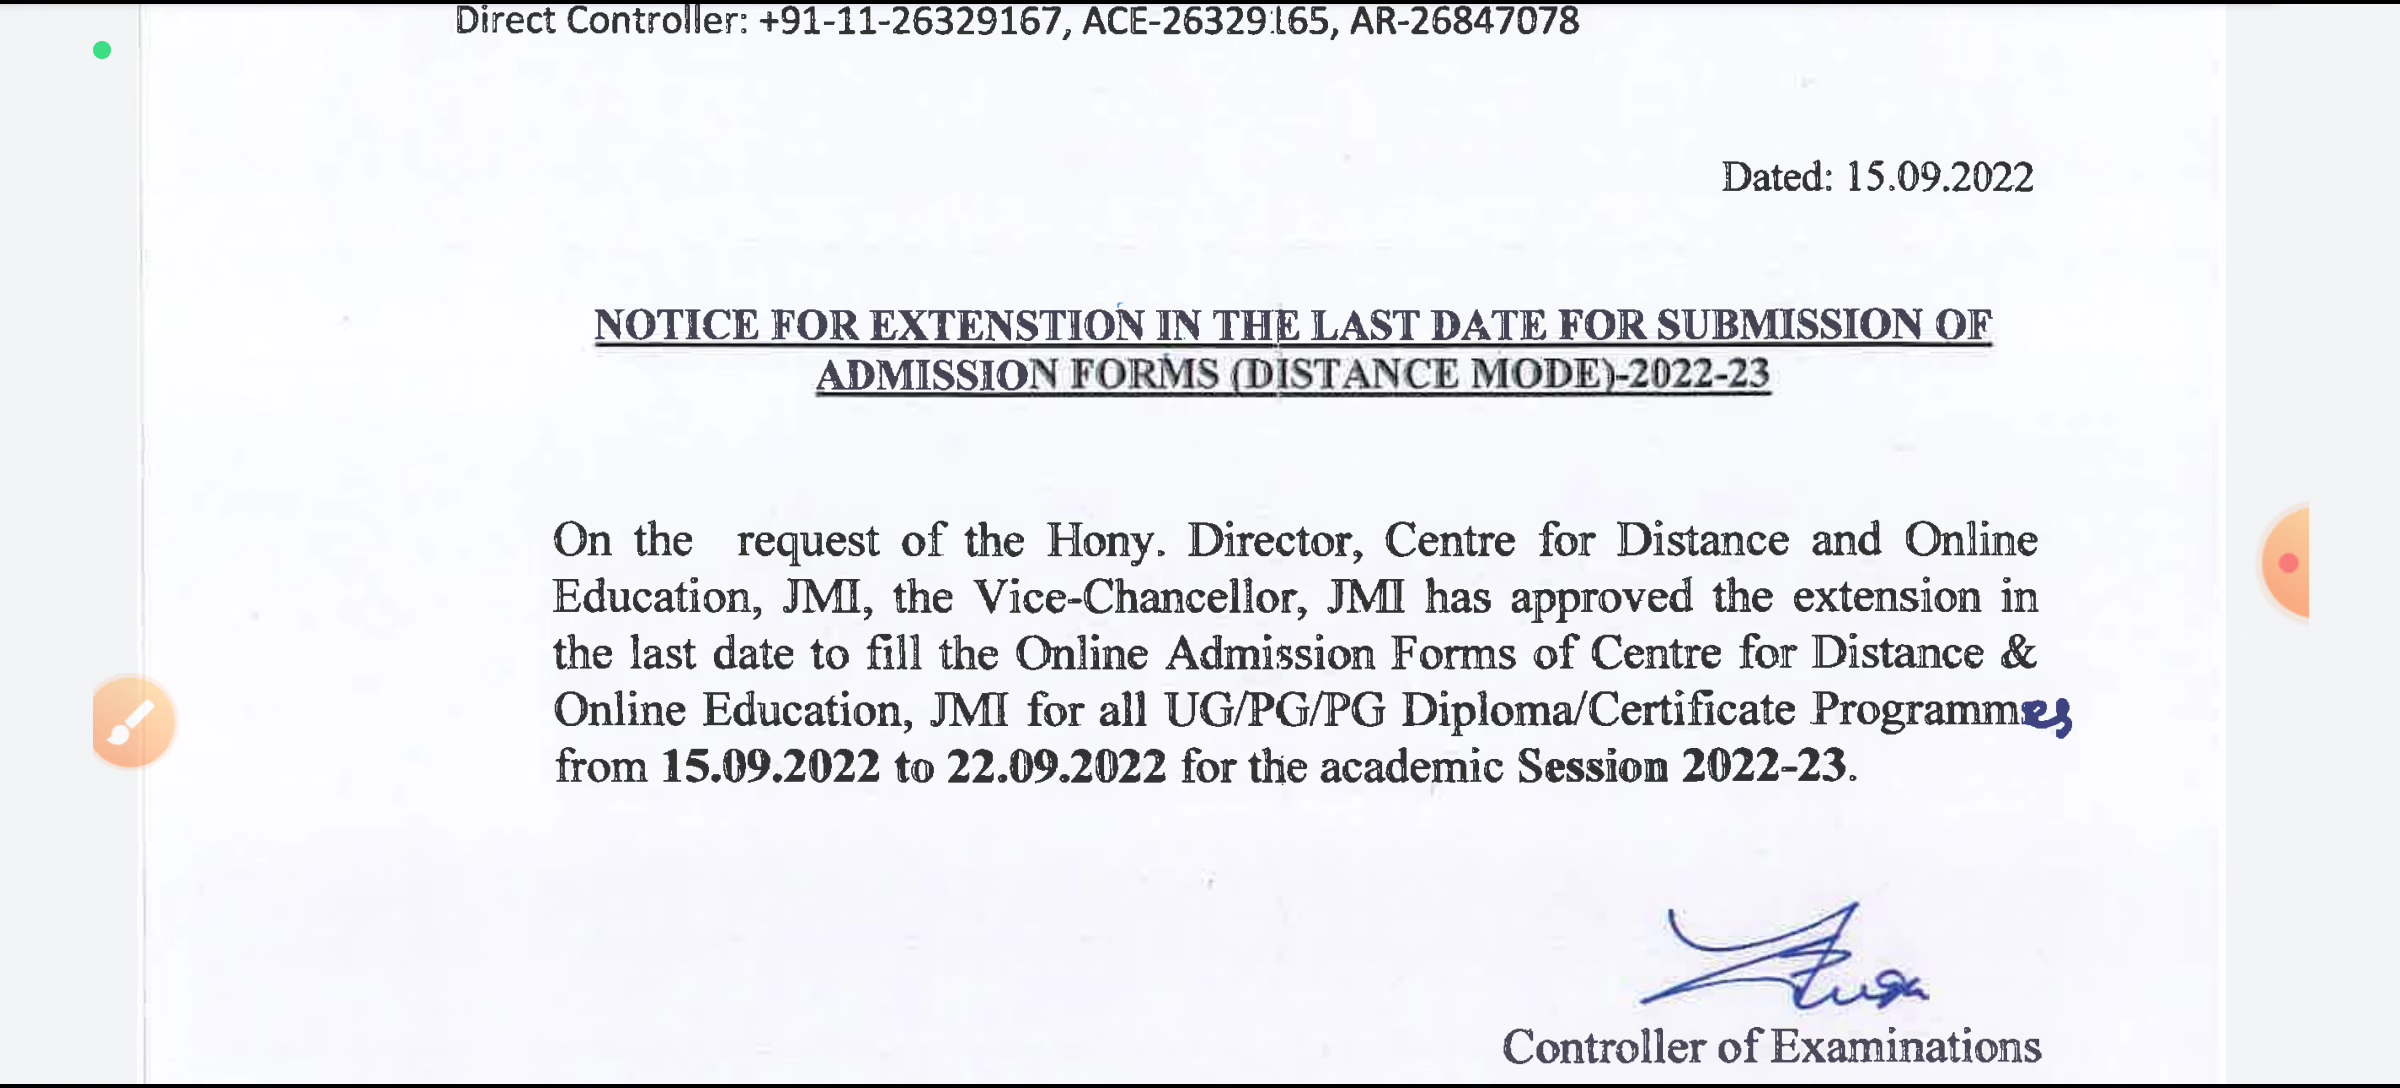 Direct Controller: +91-11-26329167, ACE-26329165, AR-26847078
Dated: 15.09.2022
NOTICE FOR EXTENSTION IN THE LAST DATE FOR SUBMISSION OF
ADMISSION FORMS (DISTANCE MODE)-2022-23
On the request of the Hony. Director, Centre for Distance and Online
Education, JMI, the Vice-Chancellor, JMI has approved the extension in
the last date to fill the Online Admission Forms of Centre for Distance &
Online Education, JMI for all UG/PG/PG Diploma/Certificate Programmes
from 15.09.2022 to 22.09.2022 for the academic Session 2022-23.
Controller of Examinations